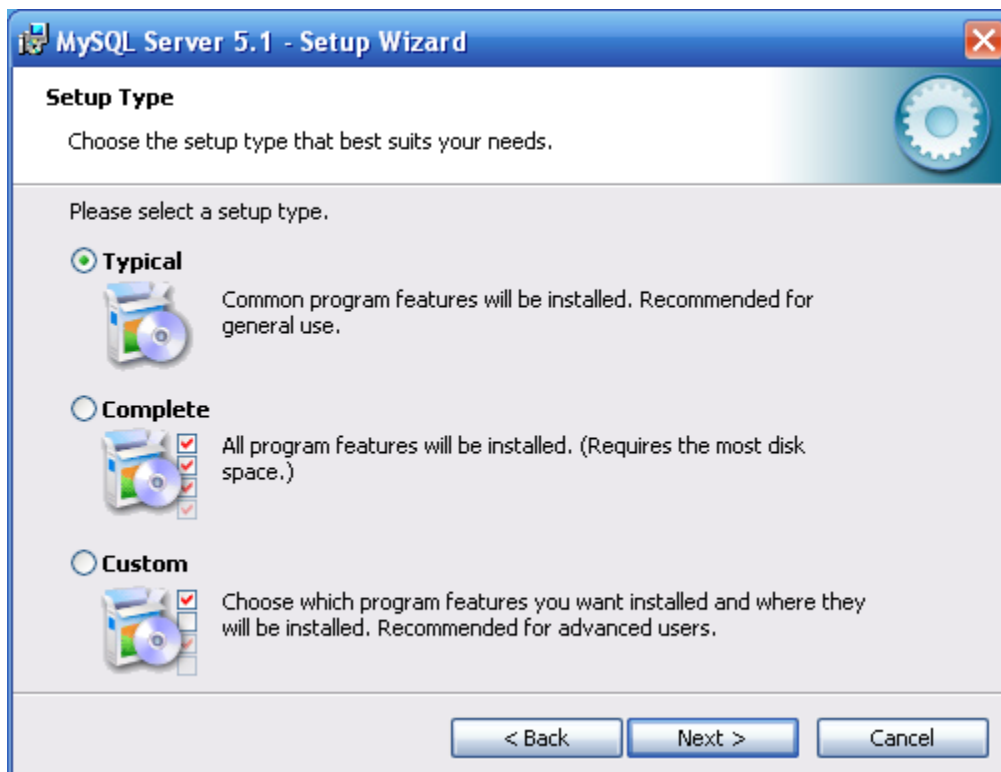 MySQL Server 5.1 - Setup Wizard
Setup Type
Choose the setup type that best suits your needs.
Please select a setup type.
Typical
Common program features will be installed. Recommended for
general use.
Complete
All program features will be installed. (Requires the most disk
space.)
Custom
Choose which program features you want installed and where they
will be installed. Recommended for advanced users.
< Back
Next >
Cancel